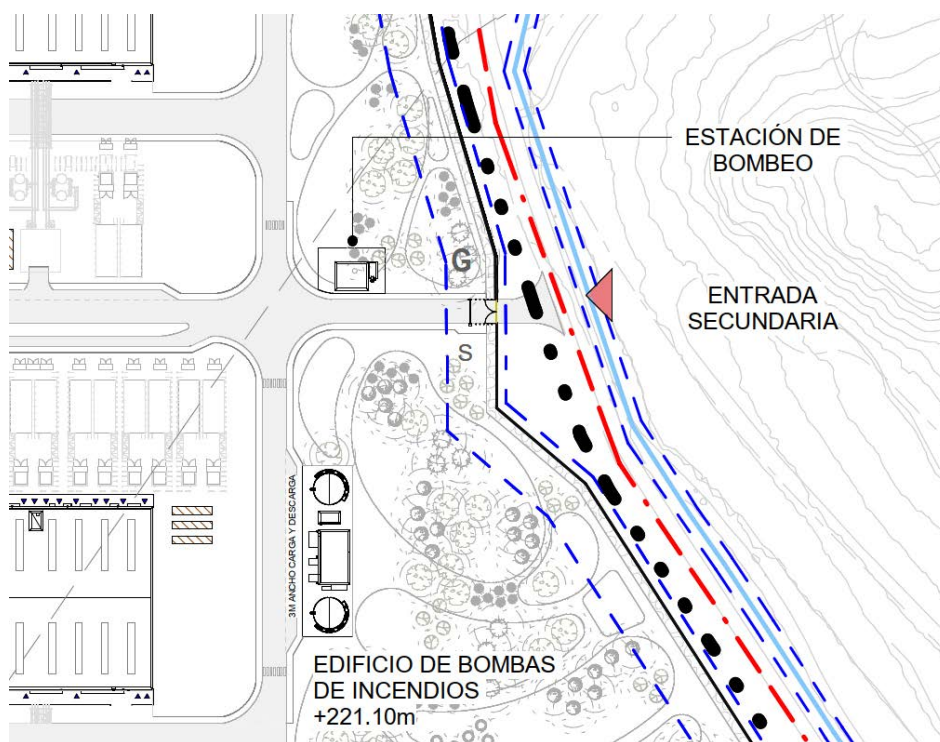 ESTACIÓN DE
BOMBEO
G
ENTRADA
SECUNDARIA
S
3M ANCHO CARGA Y DESCARGA
EDIFICIO DE BOMBAS
DE INCENDIOS
+221.10m